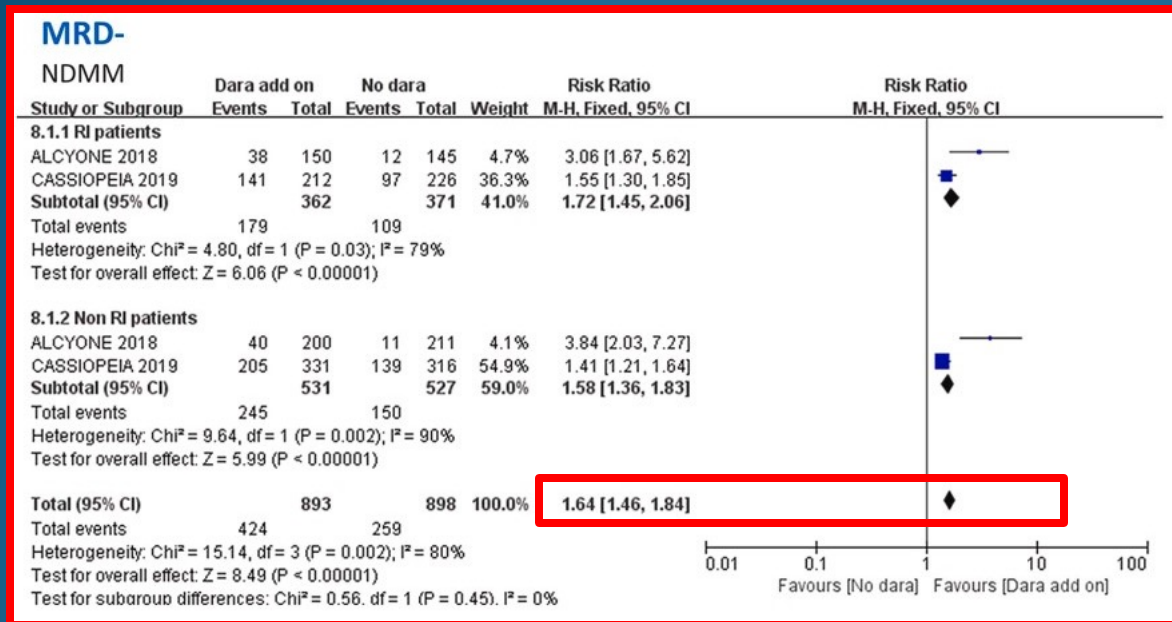 MRD-
NDMM
Dara add on No dara Risk Ratio Risk Ratio
Study or Subgroup Events Total Events Total Weight M-H, Fixed, 95% CI M-H, Fixed, 95% CI
8.1.1 RI patients
ALCYONE 2018 38 150 12 145 4.7% 3.06 [1.67, 5.62]
CASSIOPEIA 2019 141 212 97 226 36.3% 1.55 [1.30, 1.85]
Subtotal (95% CI) 362 371 41.0% 1.72 [1.45, 2.06]
Total events 179 109
Heterogeneity: Chi² = 4.80, df = 1 (P = 0.03); I² = 79%
Test for overall effect: Z = 6.06 (P < 0.00001)
8.1.2 Non RI patients
ALCYONE 2018 40 200 11 211 4.1% 3.84 [2.03, 7.27]
CASSIOPEIA 2019 205 331 139 316 54.9% 1.41 [1.21, 1.64]
Subtotal (95% CI) 531 527 59.0% 1.58 [1.36, 1.83]
Total events 245 150
Heterogeneity: Chi² = 9.64, df = 1 (P = 0.002); I² = 90%
Test for overall effect: Z = 5.99 (P < 0.00001)
Total (95% CI) 893 898 100.0% 1.64 [1.46, 1.84]
Total events 424 259
Heterogeneity: Chi² = 15.14, df = 3 (P = 0.002); I² = 80%
Test for overall effect: Z = 8.49 (P < 0.00001)
Test for subgroup differences: Chi² = 0.56, df = 1 (P = 0.45), I² = 0%
0.01 0.1 1 10 100
Favours [No dara] Favours [Dara add on]